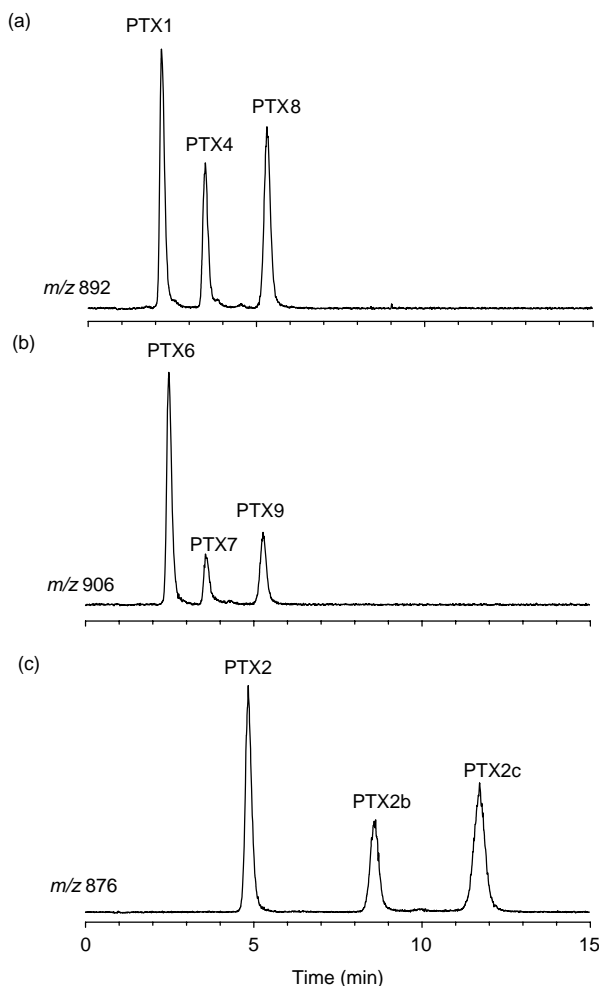 (a)
PTX1
PTX4
PTX8
m/z 892
(b)
PTX6
PTX7
PTX9
m/z 906
(c)
PTX2
PTX2b
PTX2c
m/z 876
0 5 10 15
Time (min)